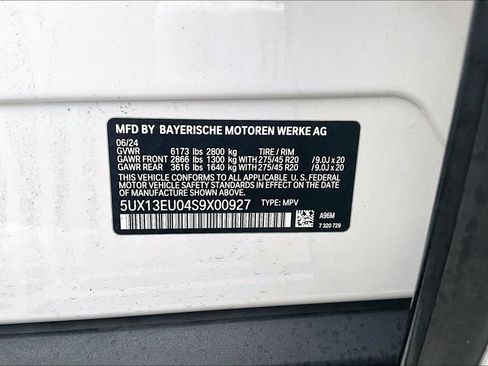 MFD BY BAYERISCHE MOTOREN WERKE AG
06/24
GVWR 6173 lbs 2800 kg TIRE / RIM
GAWR FRONT 2866 lbs 1300 kg WITH 275/45 R20 /9.0J x 20
GAWR REAR 3616 lbs 1640 kg WITH 275/45 R20 /9.0J x 20
THIS VEHICLE CONFORMS TO ALL APPLICABLE U. S. FEDERAL
MOTOR VEHICLE SAFETY STANDARDS IN EFFECT ON THE
DATE OF MANUFACTURE SHOWN ABOVE.
5UX13EU04S9X00927 TYPE: MPV
A96M
7 320 729